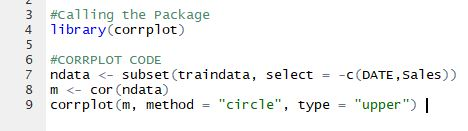 3 #Calling the Package
4 library(corrplot)
5
6 #CORRPLOT CODE
7 ndata <- subset(traindata, select = -c(DATE,Sales))
8 m <- cor(ndata)
9 corrplot(m, method = "circle", type = "upper")